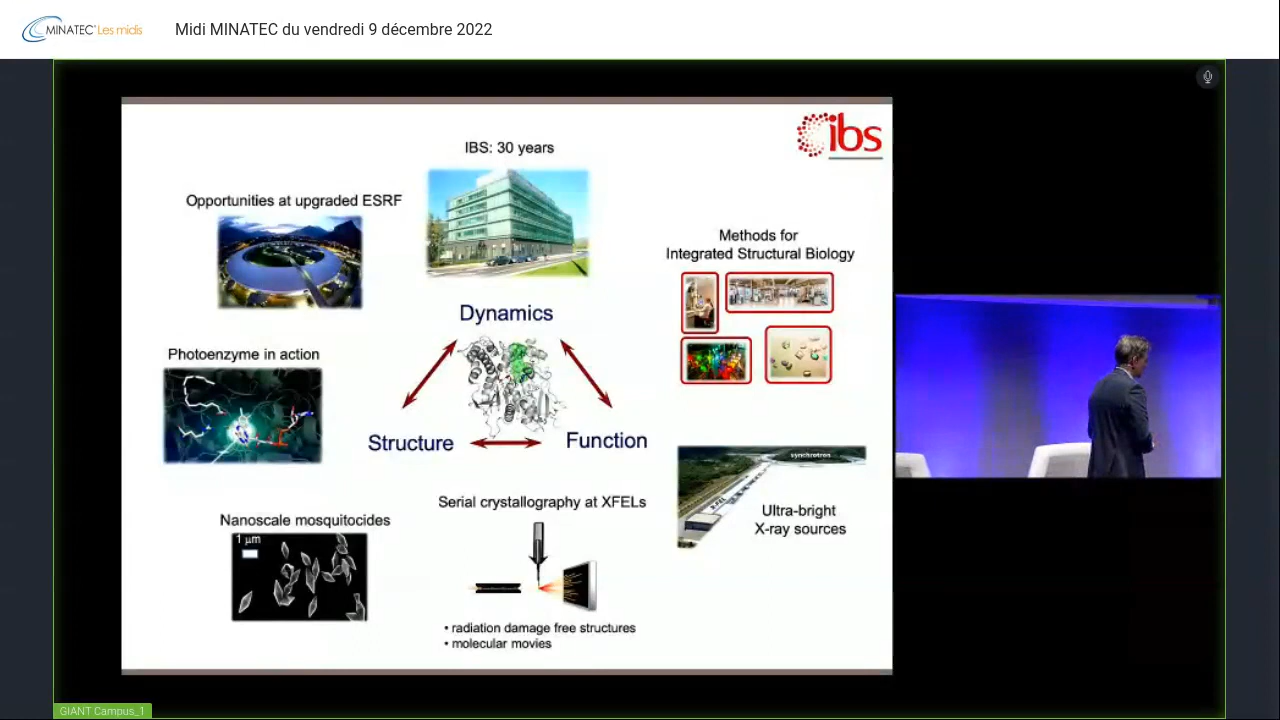 MINATEC® Les midis
Midi MINATEC du vendredi 9 décembre 2022
ibs
IBS: 30 years
Opportunities at upgraded ESRF
Methods for
Integrated Structural Biology
Dynamics
Photoenzyme in action
Structure
Function
synchrotron
XFEL
Serial crystallography at XFELs
Ultra-bright
X-ray sources
Nanoscale mosquitocides
1 µm
• radiation damage free structures
• molecular movies
GIANT Campus_1